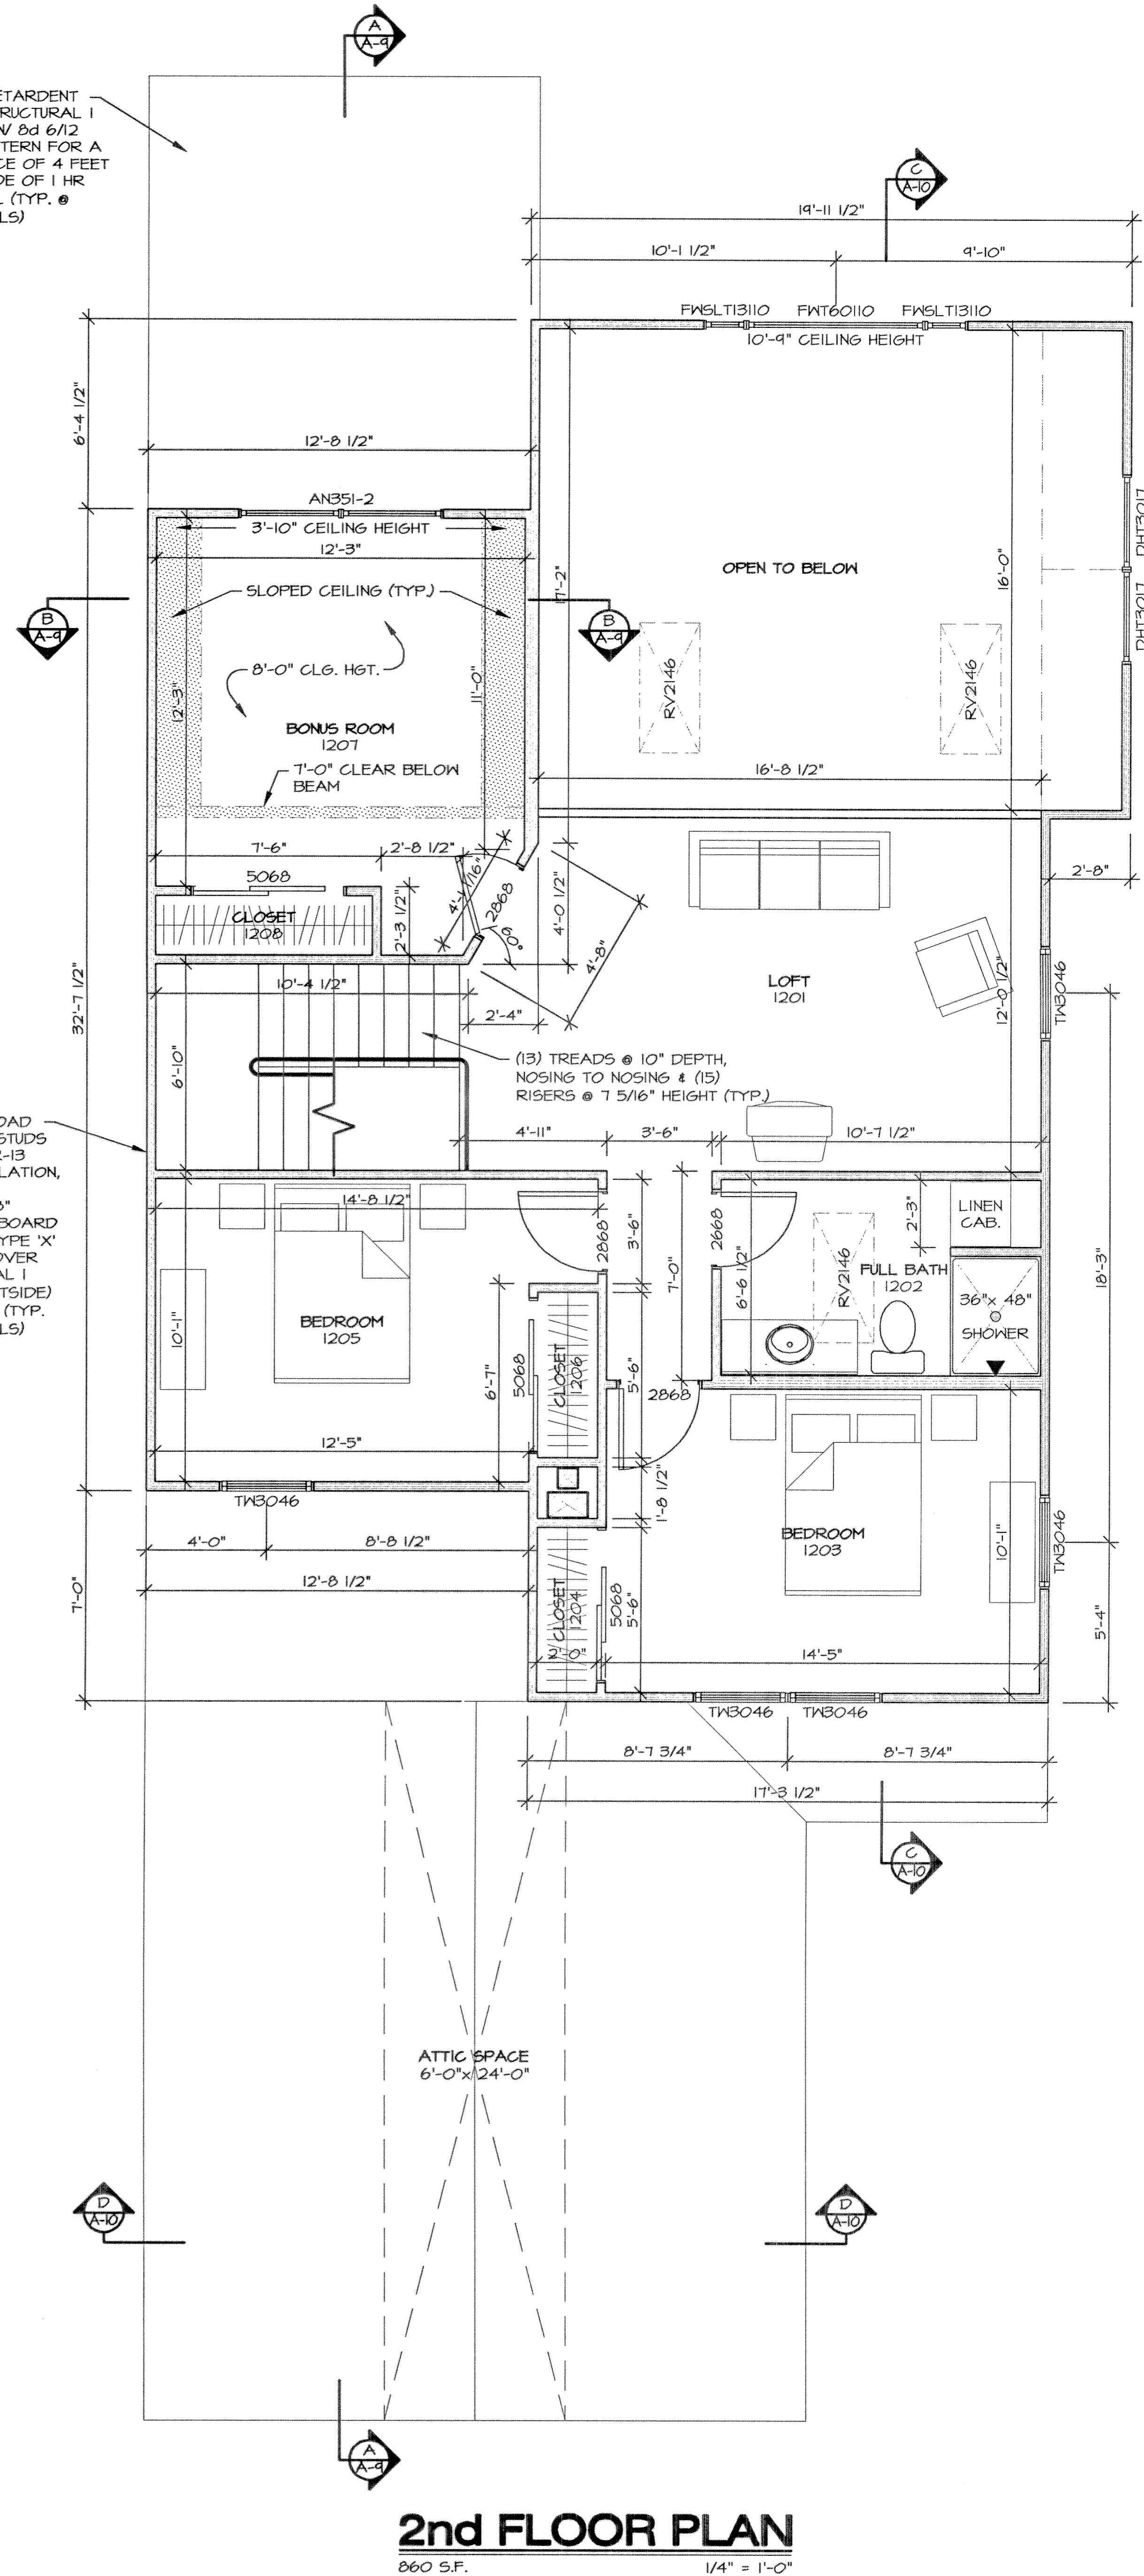 A
A-9
ETARDENT
RUCTURAL 1
W/ 8d 6/12
TERN FOR A
CE OF 4 FEET
DE OF 1 HR
L (TYP. @
LS)
C
A-10
19'-11 1/2"
10'-1 1/2"
9'-10"
FWSLT13110
FWT60110
FWSLT13110
10'-9" CEILING HEIGHT
6'-4 1/2"
12'-8 1/2"
AN351-2
3'-10" CEILING HEIGHT
12'-3"
17'-2"
OPEN TO BELOW
16'-0"
DHT3017
DHT3017
SLOPED CEILING (TYP.)
B
A-9
B
A-9
8'-0" CLG. HGT.
12'-3"
11'-0"
RV2146
RV2146
BONUS ROOM
1207
7'-0" CLEAR BELOW
BEAM
16'-8 1/2"
7'-6"
2'-8 1/2"
5068
4'-1 1/16"
2868
4'-0 1/2"
2'-8"
CLOSET
1208
2'-3 1/2"
60°
4'-8"
32'-7 1/2"
10'-4 1/2"
2'-4"
LOFT
1201
12'-0 1/2"
TW3046
6'-10"
(13) TREADS @ 10" DEPTH,
NOSING TO NOSING & (15)
RISERS @ 7 5/16" HEIGHT (TYP.)
OAD
STUDS
R-13
LATION,
8"
BOARD
TYPE 'X'
OVER
AL 1
TSIDE)
(TYP.
LS)
4'-11"
3'-6"
10'-7 1/2"
14'-8 1/2"
2868
3'-6"
7'-0"
2668
6'-6 1/2"
2'-3"
LINEN
CAB.
RV2146
FULL BATH
1202
36"x 48"
SHOWER
18'-3"
BEDROOM
1205
10'-1"
6'-7"
5068
CLOSET
1206
5'-6"
2868
12'-5"
TW3046
1'-8 1/2"
BEDROOM
1203
10'-1"
TW3046
4'-0"
8'-8 1/2"
12'-8 1/2"
7'-0"
CLOSET
1204
5068
5'-6"
2'-0"
14'-5"
5'-4"
TW3046
TW3046
8'-7 3/4"
8'-7 3/4"
17'-3 1/2"
C
A-10
ATTIC SPACE
6'-0"x 24'-0"
D
A-10
D
A-10
A
A-9
2nd FLOOR PLAN
860 S.F.
1/4" = 1'-0"